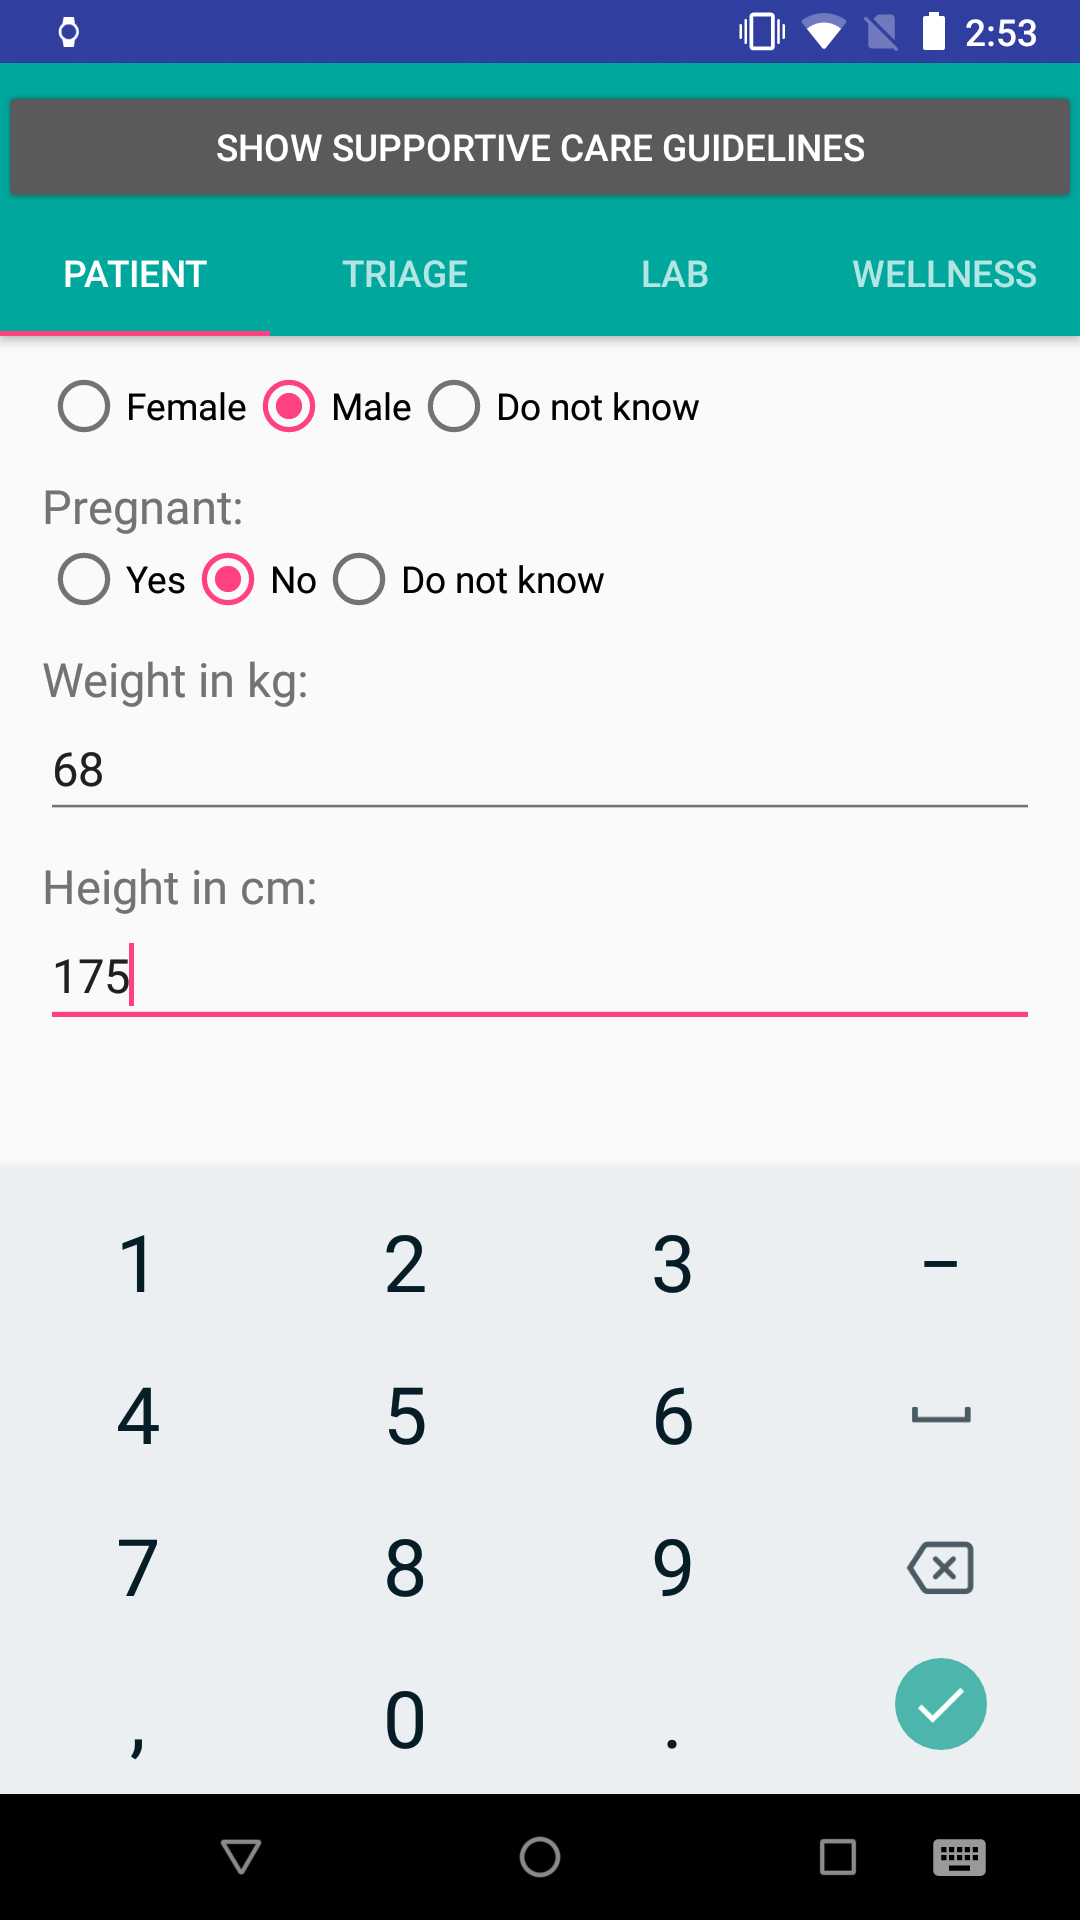 2:53
SHOW SUPPORTIVE CARE GUIDELINES
PATIENT TRIAGE LAB WELLNESS
Female Male Do not know
Pregnant:
Yes No Do not know
Weight in kg:
68
Height in cm:
175
1 2 3 –
4 5 6
7 8 9
, 0 .